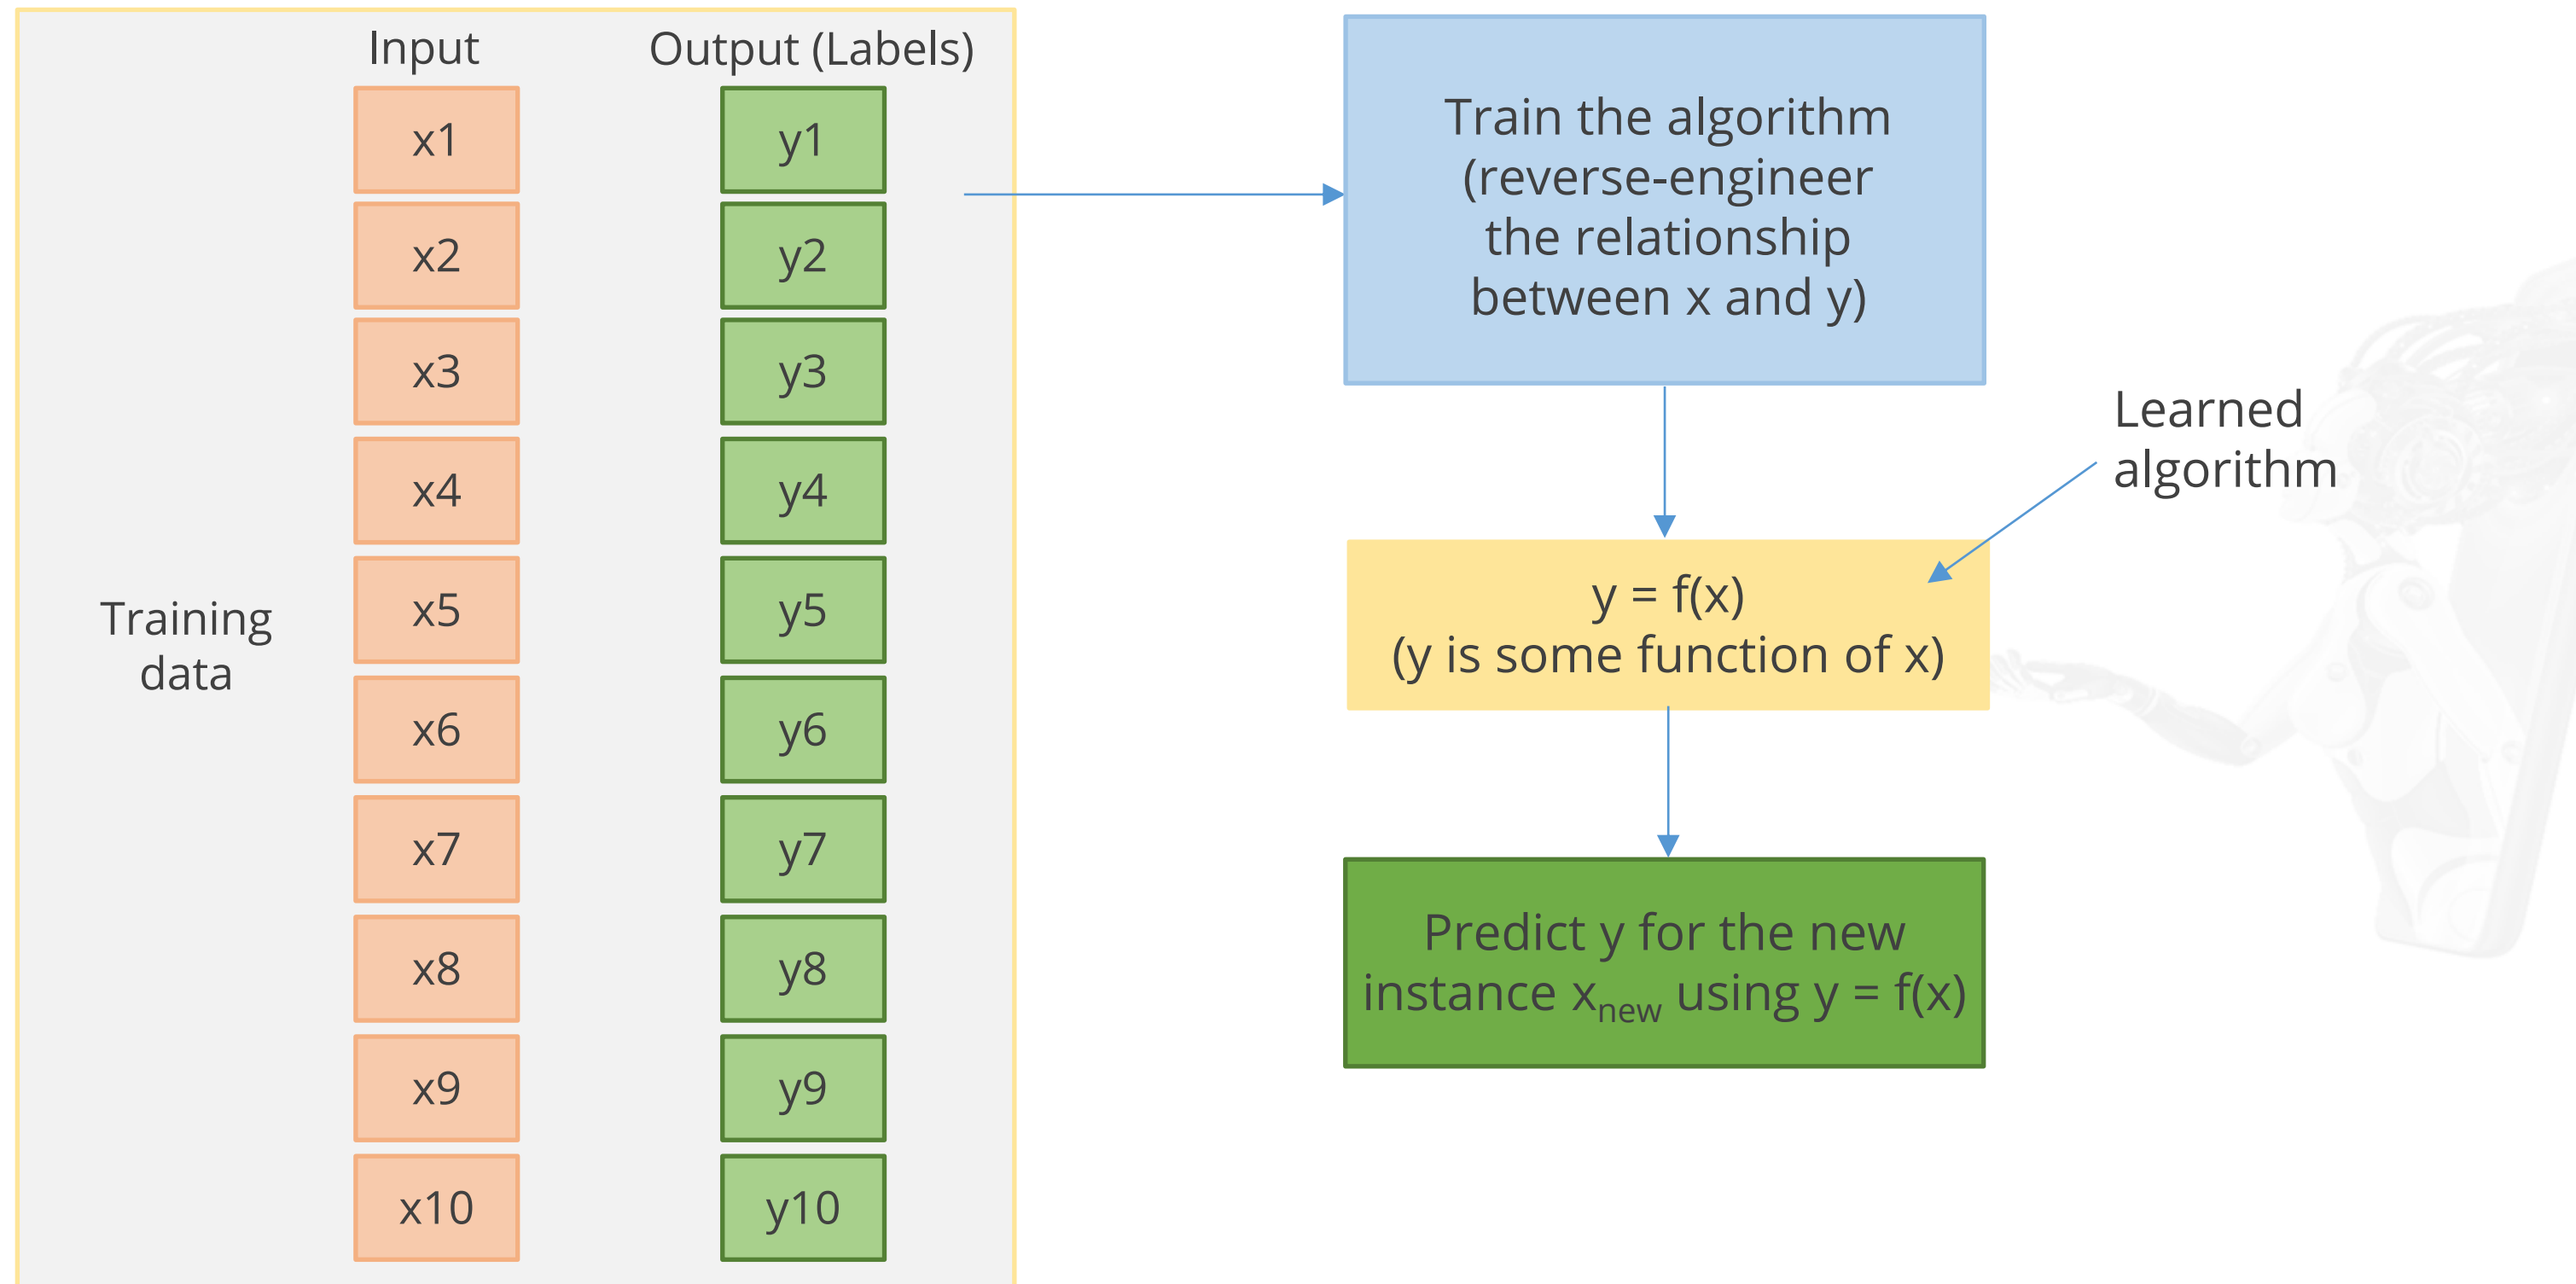 Input
Output (Labels)
x1
y1
x2
y2
x3
y3
x4
y4
x5
y5
x6
y6
x7
y7
x8
y8
x9
y9
x10
y10
Training
data
Train the algorithm
(reverse-engineer
the relationship
between x and y)
Learned
algorithm
y = f(x)
(y is some function of x)
Predict y for the new
instance xnew using y = f(x)